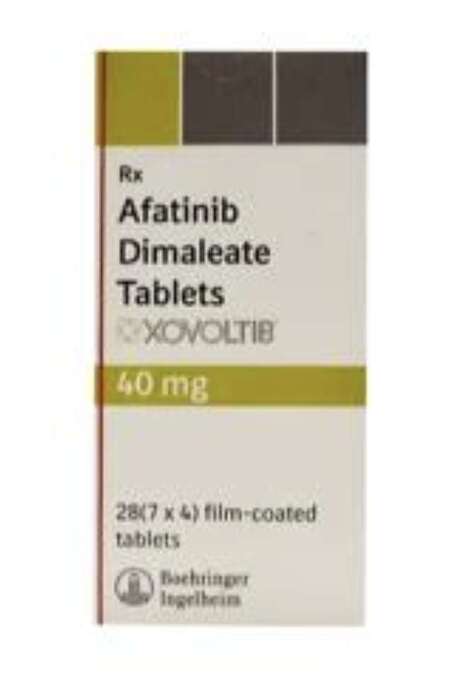 Rx
Afatinib
Dimaleate
Tablets
XOVOLTIB
40 mg
28(7 x 4) film-coated
tablets
Boehringer
Ingelheim